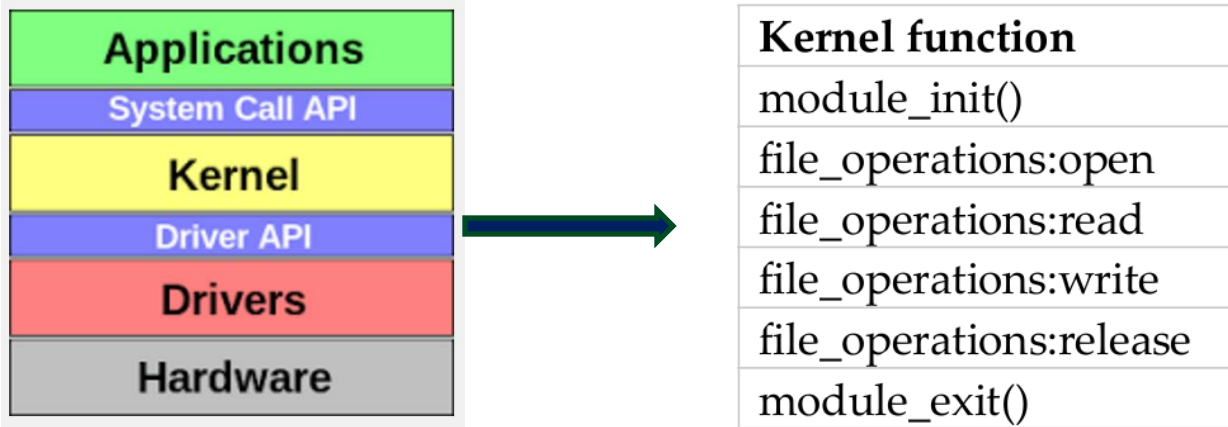 Applications
System Call API
Kernel
Driver API
Drivers
Hardware
Kernel function
module_init()
file_operations:open
file_operations:read
file_operations:write
file_operations:release
module_exit()